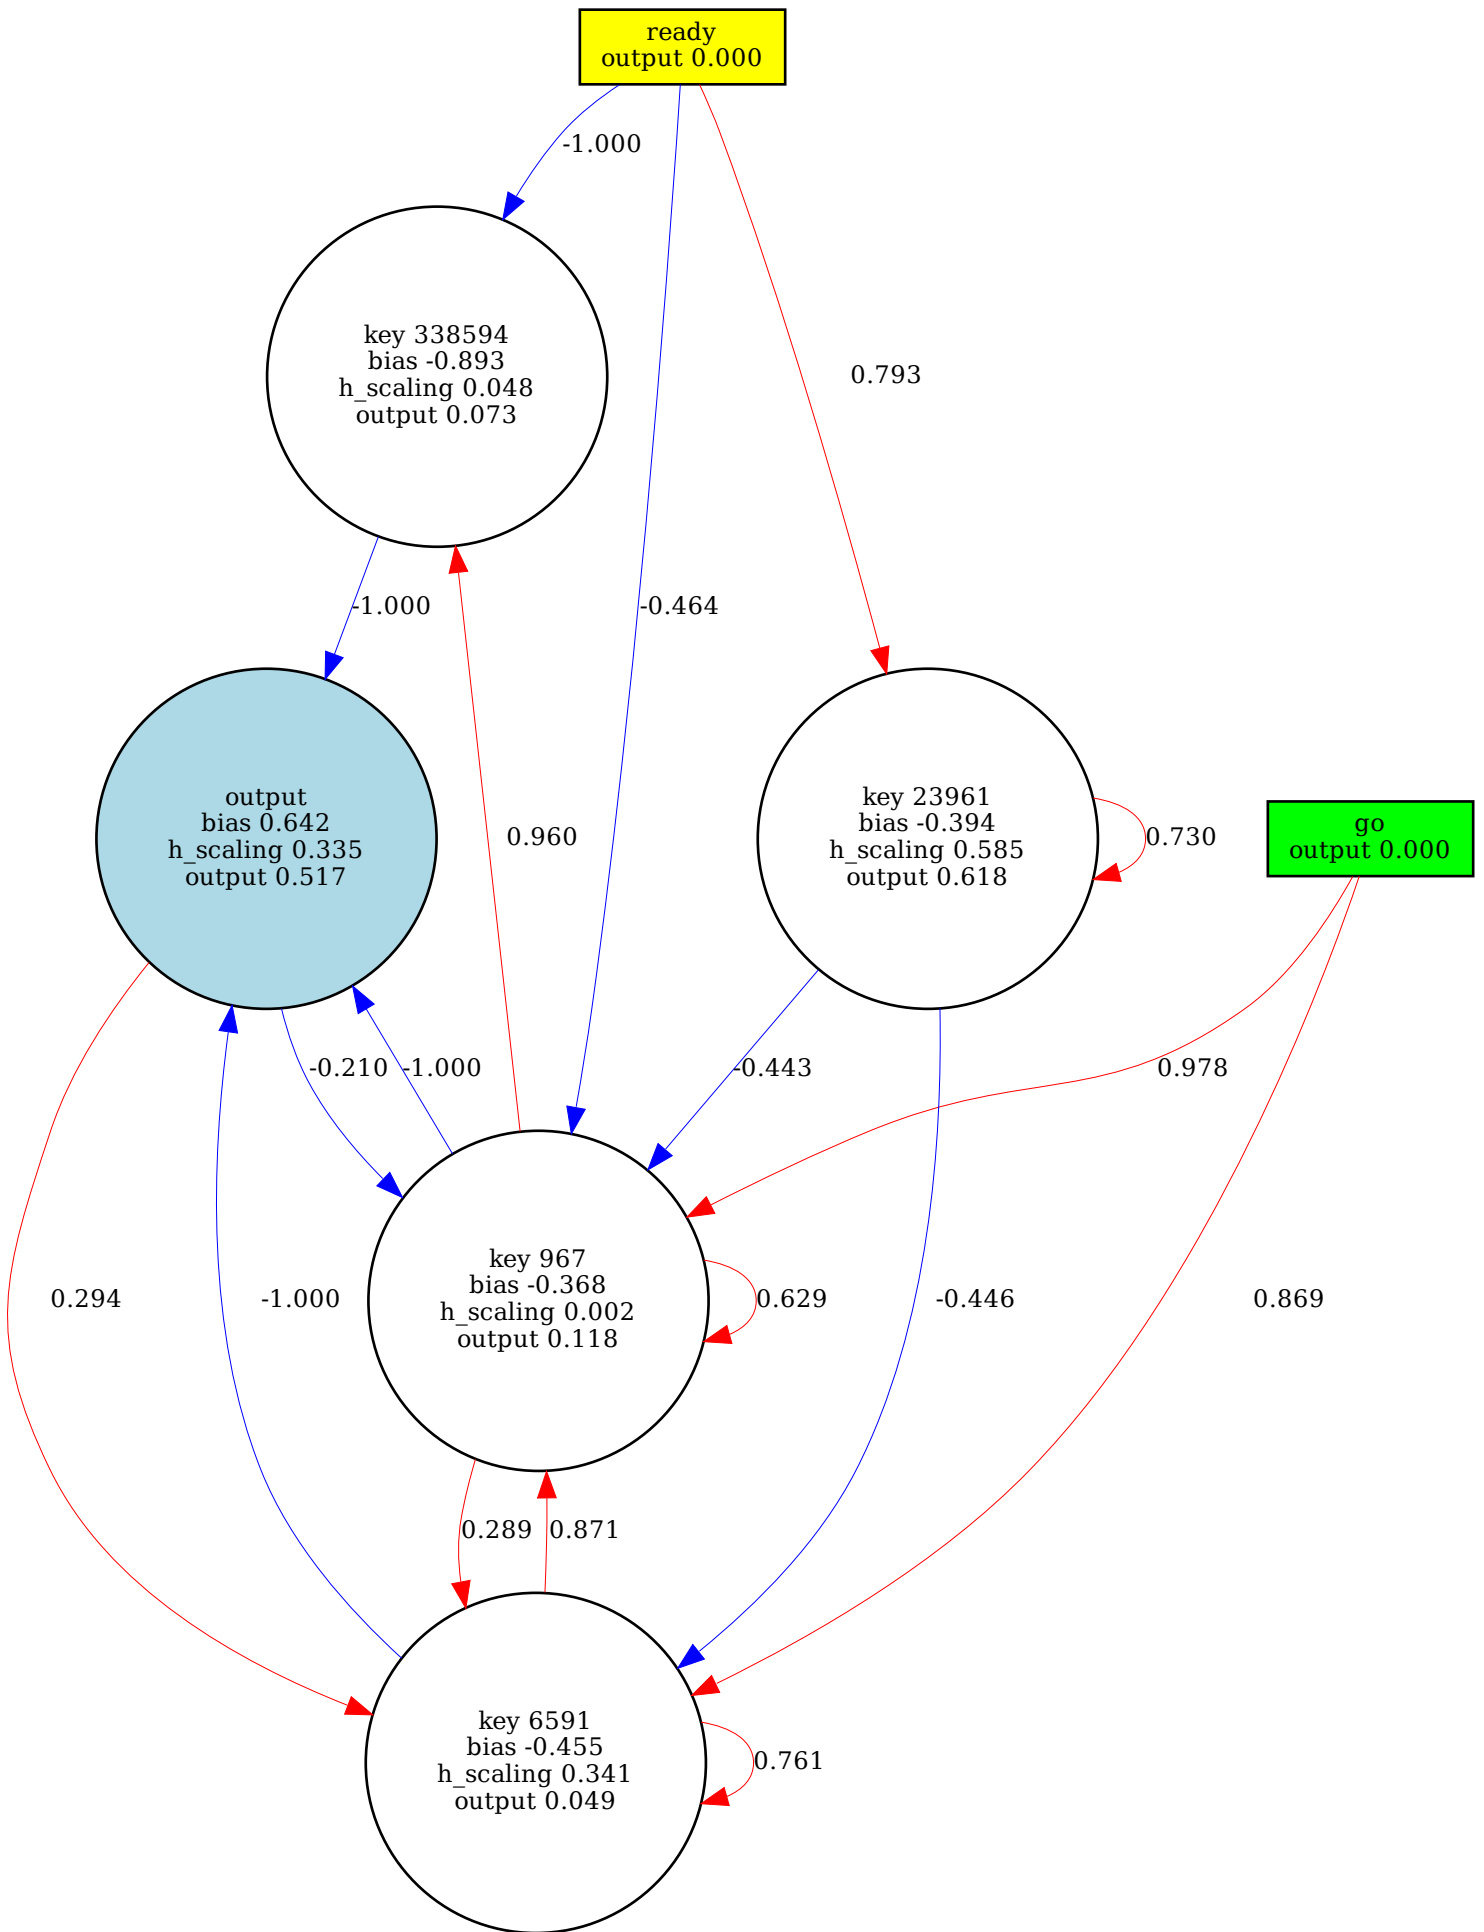 ready
output 0.000
-1.000
key 338594
bias -0.893
h_scaling 0.048
output 0.073
0.793
-1.000
-0.464
output
bias 0.642
h_scaling 0.335
output 0.517
0.960
key 23961
bias -0.394
h_scaling 0.585
output 0.618
0.730
go
output 0.000
-0.210
-1.000
-0.443
0.978
0.294
-1.000
key 967
bias -0.368
h_scaling 0.002
output 0.118
0.629
-0.446
0.869
0.289
0.871
key 6591
bias -0.455
h_scaling 0.341
output 0.049
0.761